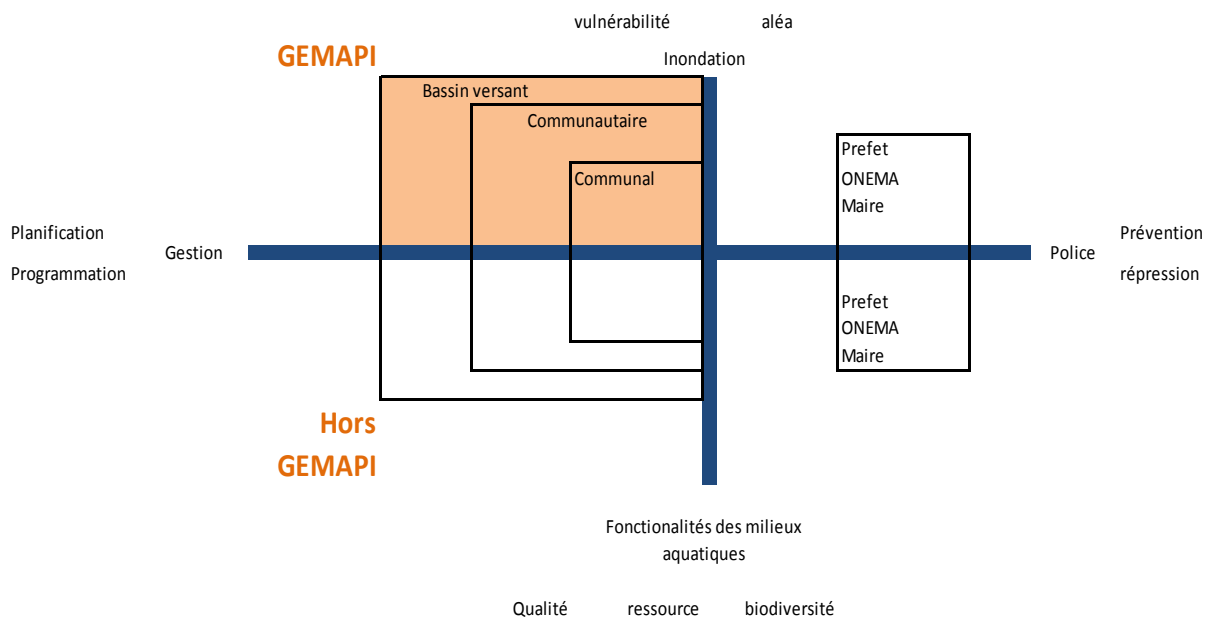 vulnérabilité aléa
GEMAPI
Inondation
Bassin versant
Communautaire
Communal
Prefet
ONEMA
Maire
Planification
Programmation
Gestion
Police
Prévention
répression
Prefet
ONEMA
Maire
Hors
GEMAPI
Fonctionalités des milieux
aquatiques
Qualité ressource biodiversité